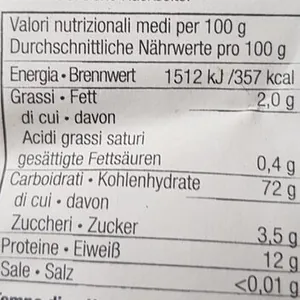 Valori nutrizionali medi per 100 g
Durchschnittliche Nährwerte pro 100 g
Energia • Brennwert 1512 kJ /357 kcal
Grassi • Fett 2,0 g
di cui • davon
Acidi grassi saturi
gesättigte Fettsäuren 0,4 g
Carboidrati • Kohlenhydrate 72 g
di cui • davon
Zuccheri • Zucker 3,5 g
Proteine • Eiweiß 12 g
Sale • Salz <0,01 g